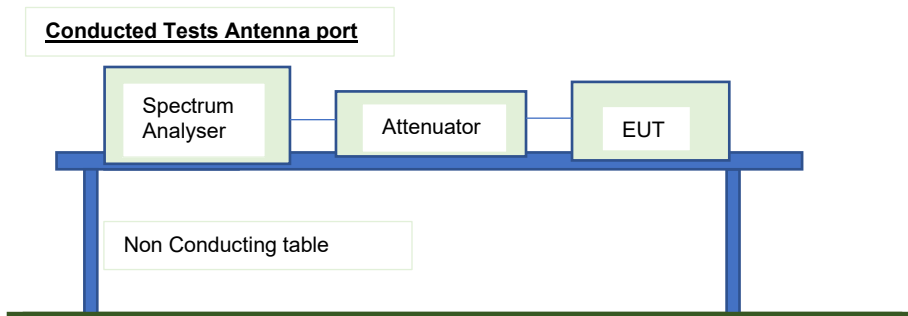 Conducted Tests Antenna port
Spectrum
Analyser
Attenuator
EUT
Non Conducting table